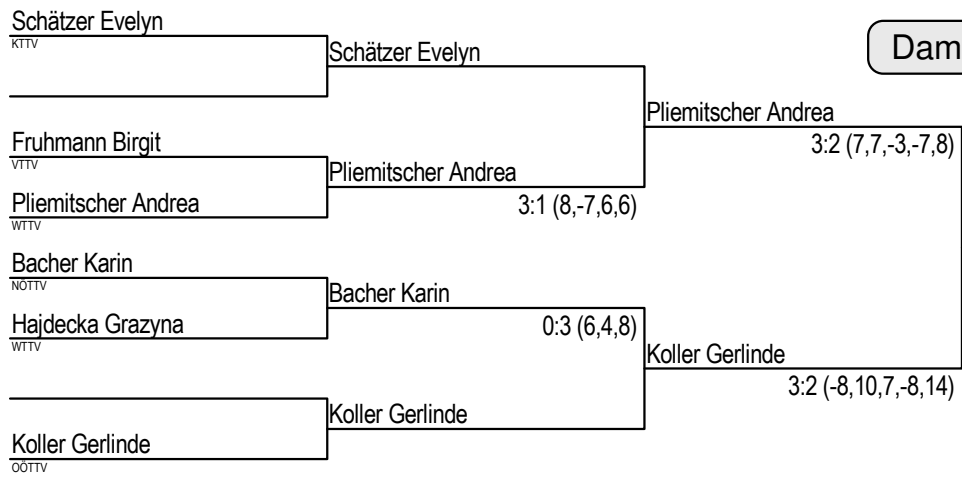 Schätzer Evelyn
KTTV
Schätzer Evelyn
Dam
Pliemitscher Andrea
3:2 (7,7,-3,-7,8)
Fruhmann Birgit
VTTV
Pliemitscher Andrea
3:1 (8,-7,6,6)
Pliemitscher Andrea
WTTV
Bacher Karin
NÖTTV
Bacher Karin
0:3 (6,4,8)
Hajdecka Grazyna
WTTV
Koller Gerlinde
3:2 (-8,10,7,-8,14)
Koller Gerlinde
Koller Gerlinde
OÖTTV